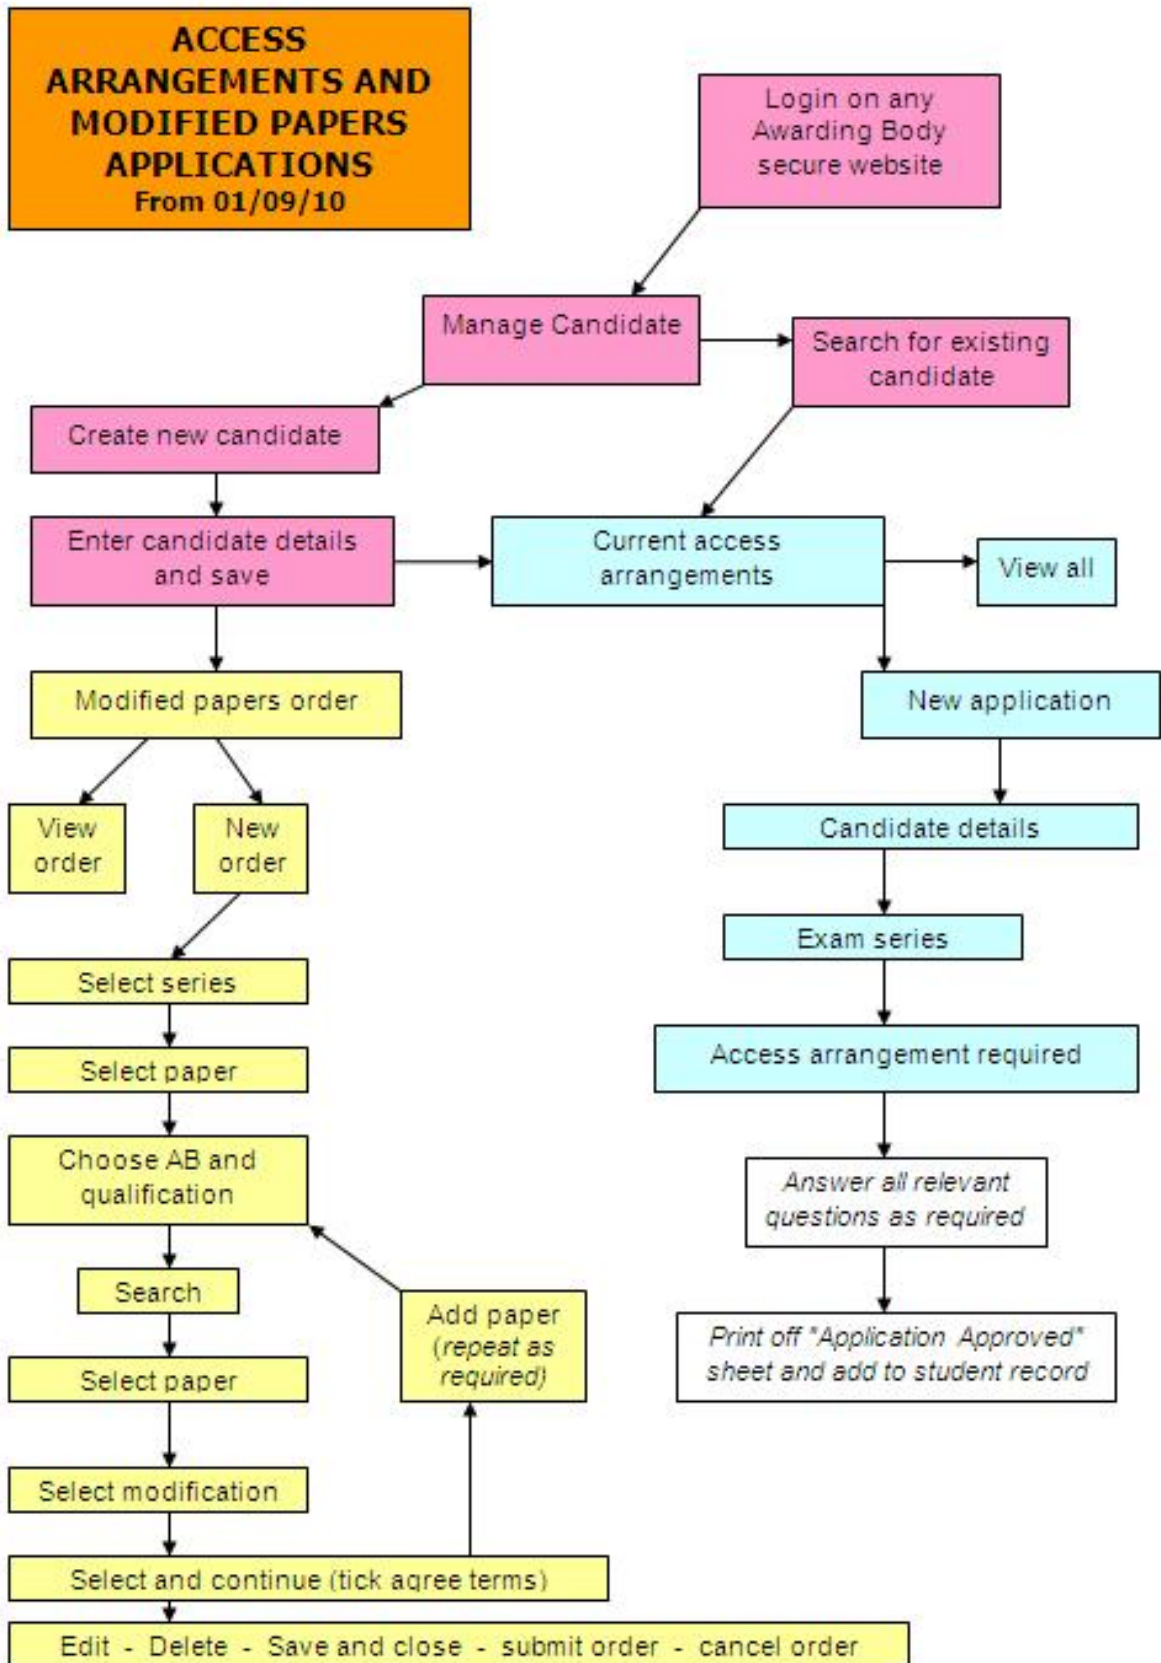 ACCESS
ARRANGEMENTS AND
MODIFIED PAPERS
APPLICATIONS
From 01/09/10
Login on any
Awarding Body
secure website
Manage Candidate
Search for existing
candidate
Create new candidate
Enter candidate details
and save
Current access
arrangements
View all
Modified papers order
New application
View
order
New
order
Candidate details
Exam series
Select series
Access arrangement required
Select paper
Choose AB and
qualification
Answer all relevant
questions as required
Search
Add paper
(repeat as
required)
Print off "Application Approved"
sheet and add to student record
Select paper
Select modification
Select and continue (tick agree terms)
Edit - Delete - Save and close - submit order - cancel order